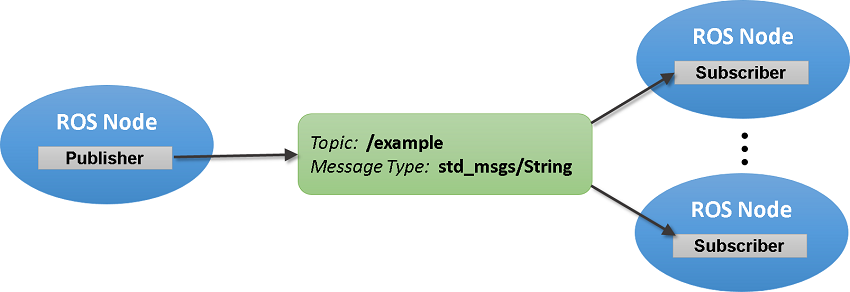 ROS Node
Publisher
Topic: /example
Message Type: std_msgs/String
ROS Node
Subscriber
ROS Node
Subscriber